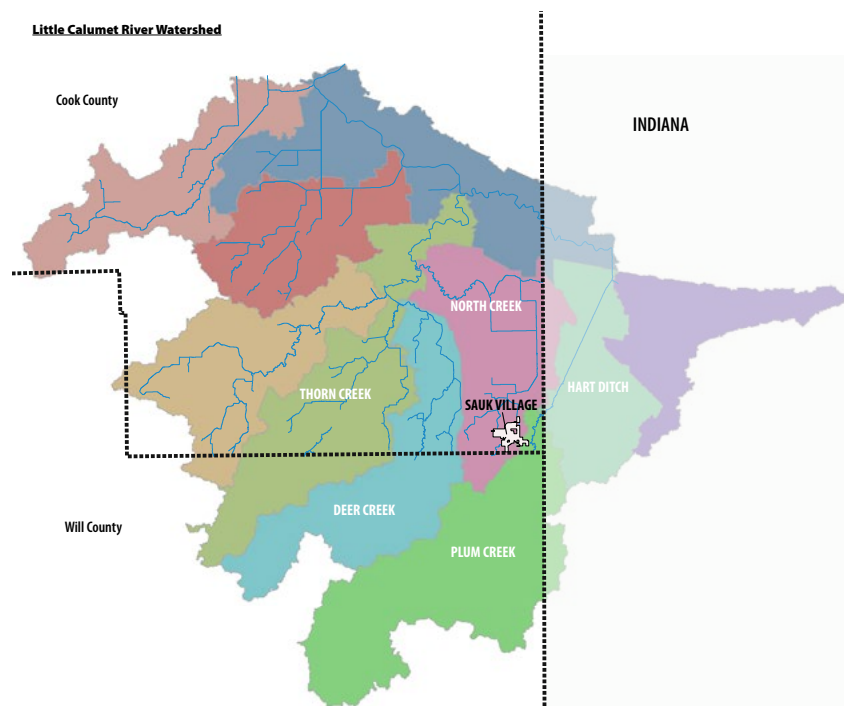 Little Calumet River Watershed
Cook County
INDIANA
NORTH CREEK
HART DITCH
THORN CREEK
SAUK VILLAGE
DEER CREEK
Will County
PLUM CREEK